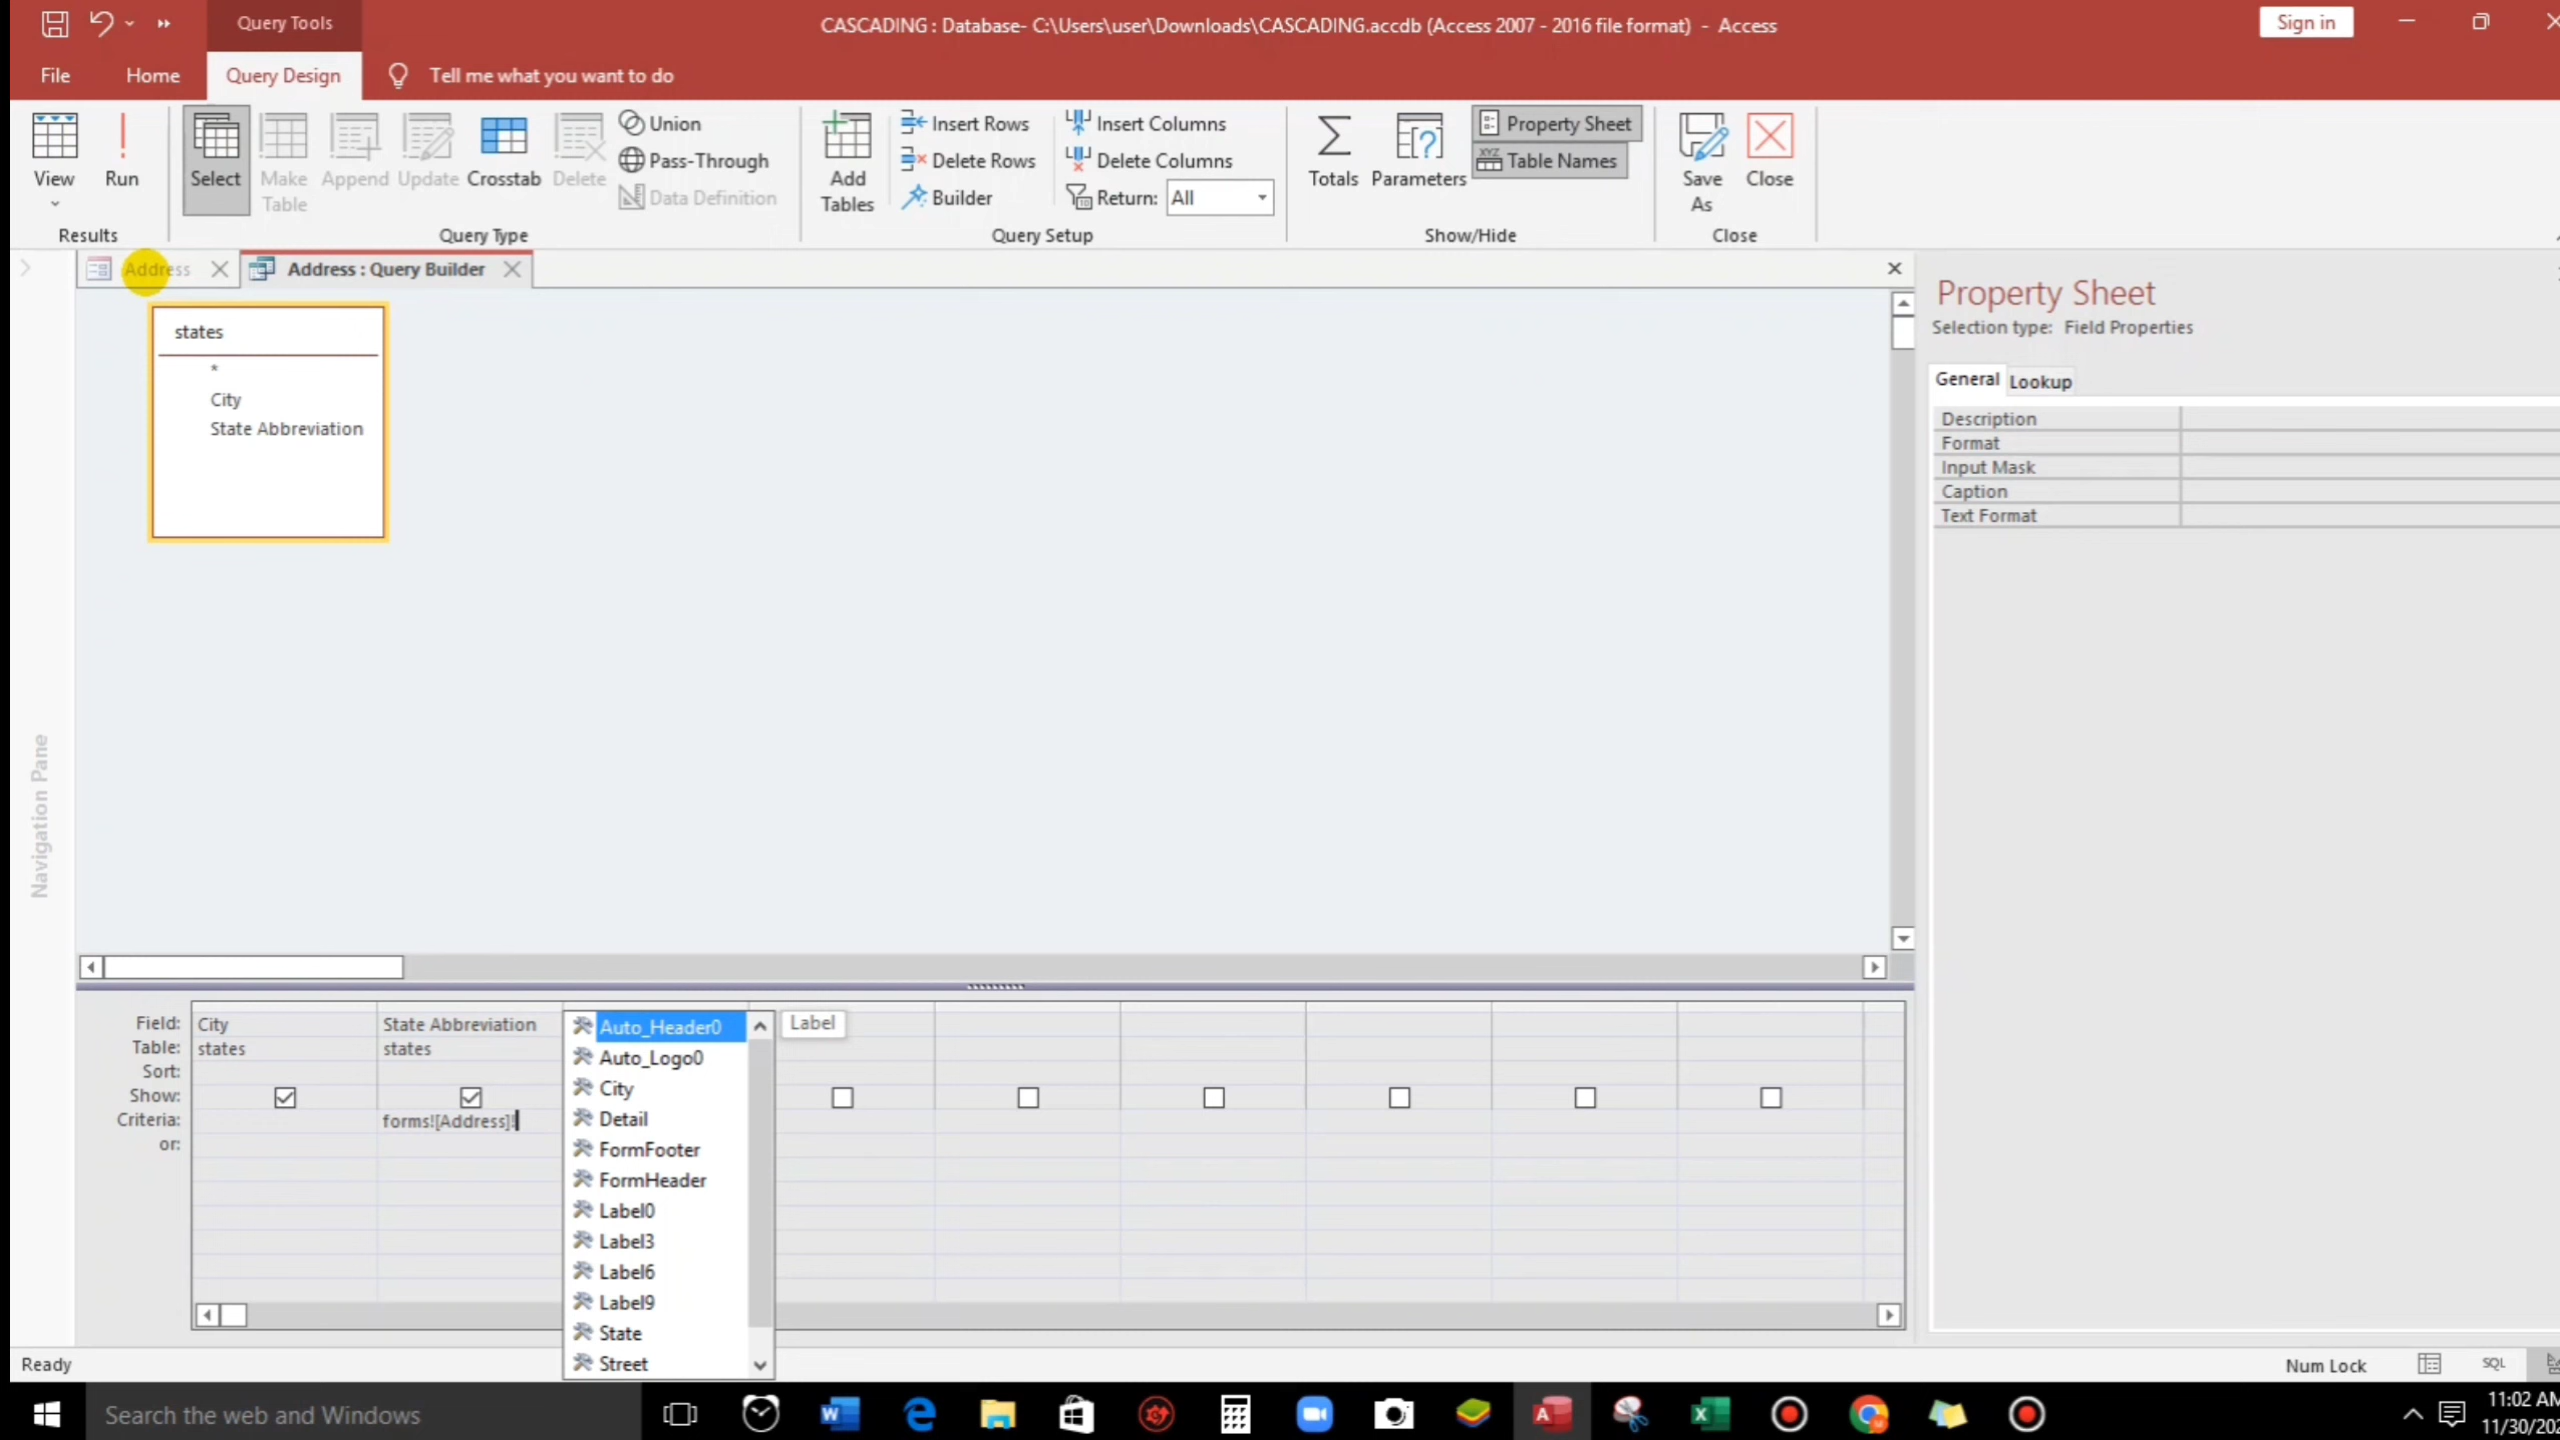 Query Tools
CASCADING : Database- C:\Users\user\Downloads\CASCADING.accdb (Access 2007 - 2016 file format) - Access
Sign in
File
Home
Query Design
Tell me what you want to do
View
Run
Select
Make Table
Append
Update
Crosstab
Delete
Union
Pass-Through
Data Definition
Add Tables
Insert Rows
Delete Rows
Builder
Insert Columns
Delete Columns
Return:
All
Totals
Parameters
Property Sheet
Table Names
Save As
Close
Results
Query Type
Query Setup
Show/Hide
Close
Address
Address : Query Builder
states
*
City
State Abbreviation
Property Sheet
Selection type: Field Properties
General
Lookup
Description
Format
Input Mask
Caption
Text Format
Navigation Pane
Field:
City
State Abbreviation
Table:
states
states
Sort:
Show:
Criteria:
forms![Address]!
or:
Auto_Header0
Label
Auto_Logo0
City
Detail
FormFooter
FormHeader
Label0
Label3
Label6
Label9
State
Street
Ready
Num Lock
SQL
Search the web and Windows
11:02 AM
11/30/202